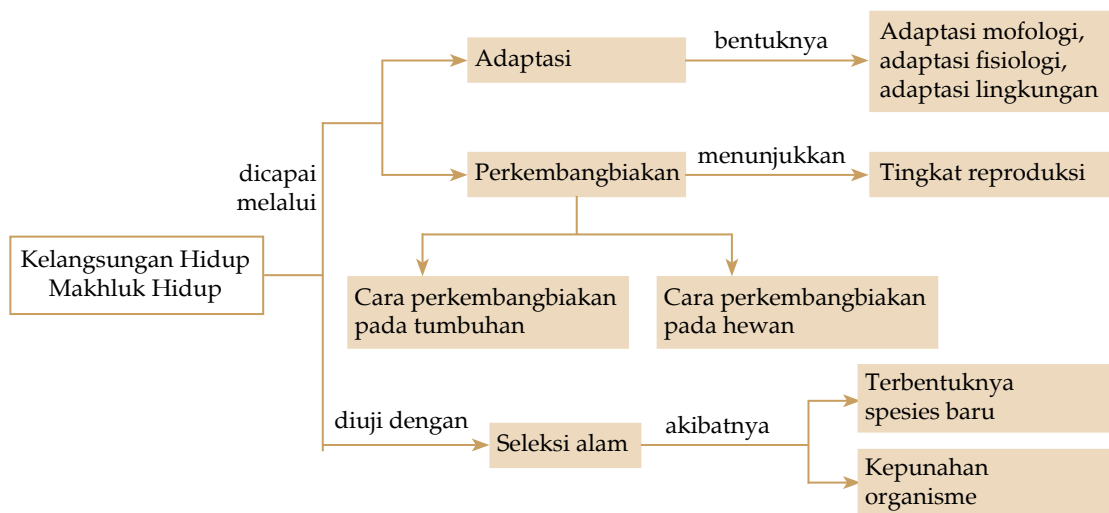 Adaptasi
bentuknya
Adaptasi mofologi,
adaptasi fisiologi,
adaptasi lingkungan
dicapai
melalui
Perkembangbiakan
menunjukkan
Tingkat reproduksi
Kelangsungan Hidup
Makhluk Hidup
Cara perkembangbiakan
pada tumbuhan
Cara perkembangbiakan
pada hewan
diuji dengan
Seleksi alam
akibatnya
Terbentuknya
spesies baru
Kepunahan
organisme